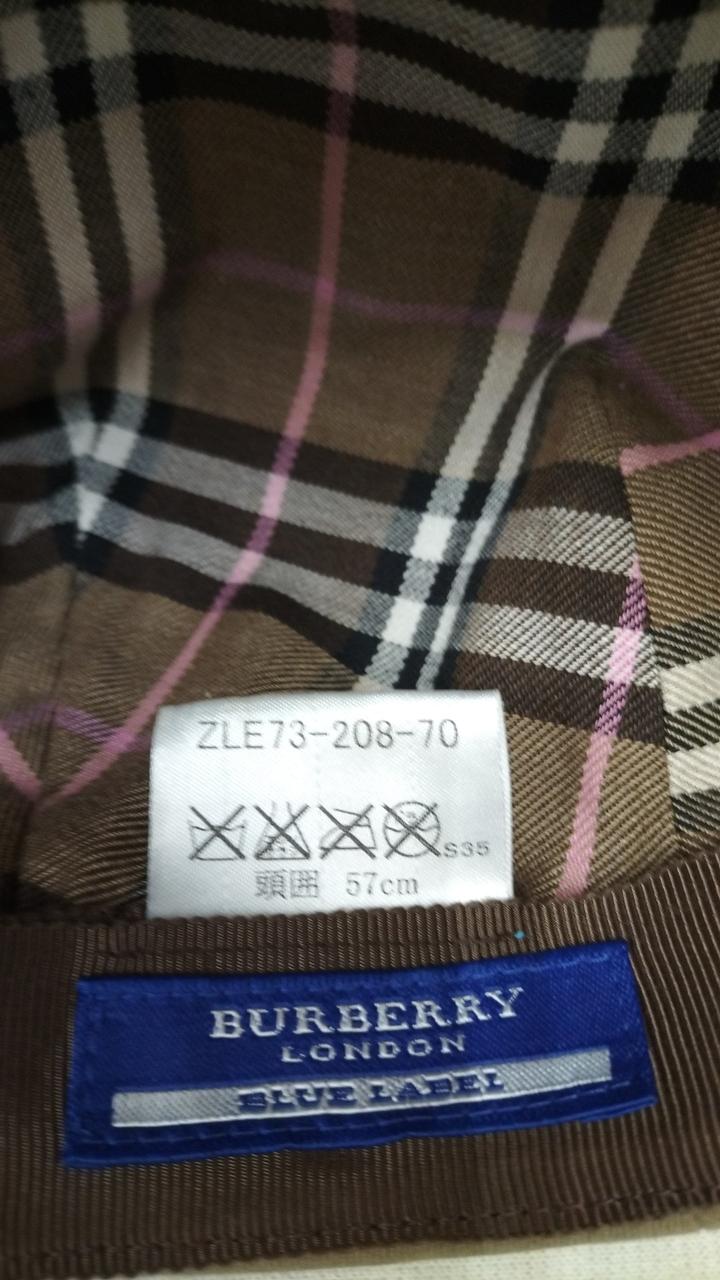 ZLE73-208-70
S35
頭囲 57cm
BURBERRY
LONDON
BLUE LABEL